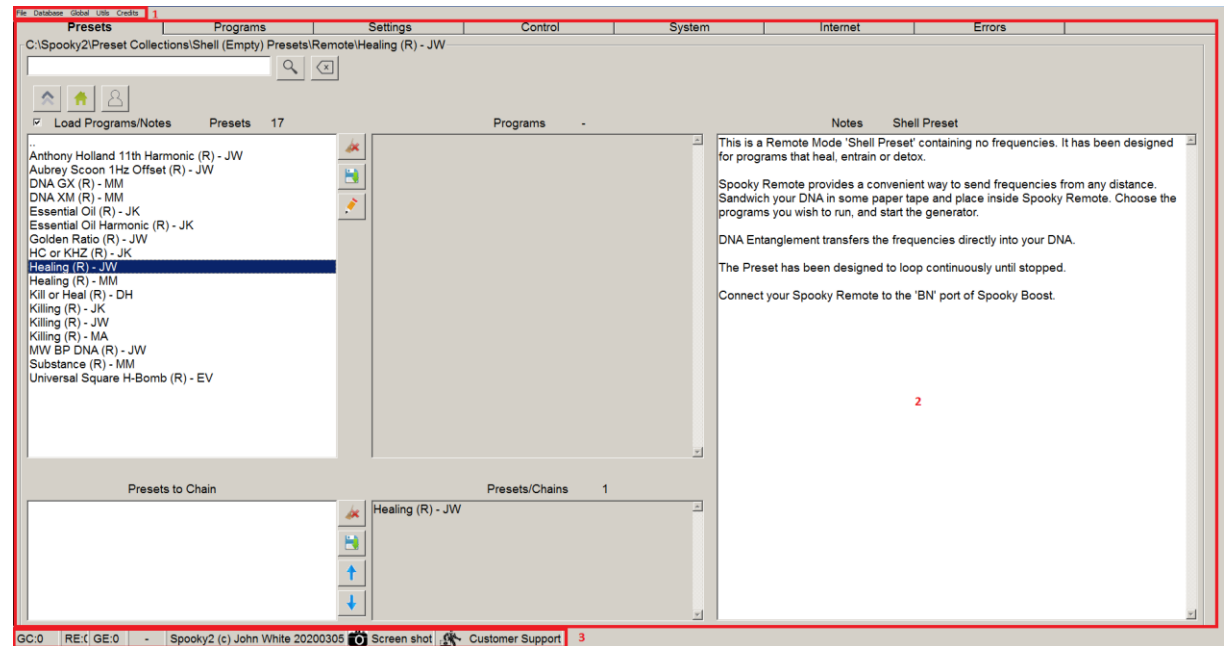 File Database Global Utils Credits 1
Presets Programs Settings Control System Internet Errors
C:\Spooky2\Preset Collections\Shell (Empty) Presets\Remote\Healing (R) - JW
Load Programs/Notes Presets 17
Programs -
Notes Shell Preset
..
Anthony Holland 11th Harmonic (R) - JW
Aubrey Scoon 1Hz Offset (R) - JW
DNA GX (R) - MM
DNA XM (R) - MM
Essential Oil (R) - JK
Essential Oil Harmonic (R) - JK
Golden Ratio (R) - JW
HC or KHZ (R) - JK
Healing (R) - JW
Healing (R) - MM
Kill or Heal (R) - DH
Killing (R) - JK
Killing (R) - JW
Killing (R) - MA
MW BP DNA (R) - JW
Substance (R) - MM
Universal Square H-Bomb (R) - EV
This is a Remote Mode 'Shell Preset' containing no frequencies. It has been designed
for programs that heal, entrain or detox.
Spooky Remote provides a convenient way to send frequencies from any distance.
Sandwich your DNA in some paper tape and place inside Spooky Remote. Choose the
programs you wish to run, and start the generator.
DNA Entanglement transfers the frequencies directly into your DNA.
The Preset has been designed to loop continuously until stopped.
Connect your Spooky Remote to the 'BN' port of Spooky Boost.
2
Presets to Chain
Presets/Chains 1
Healing (R) - JW
GC:0 RE:( GE:0 - Spooky2 (c) John White 20200305 Screen shot Customer Support 3